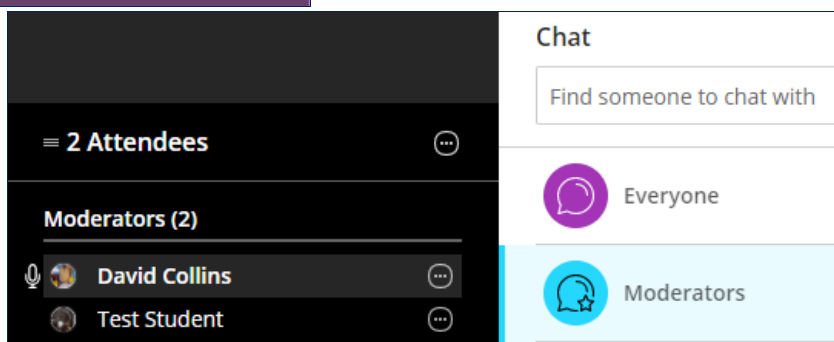 2 Attendees
Moderators (2)
David Collins
Test Student
Chat
Find someone to chat with
Everyone
Moderators